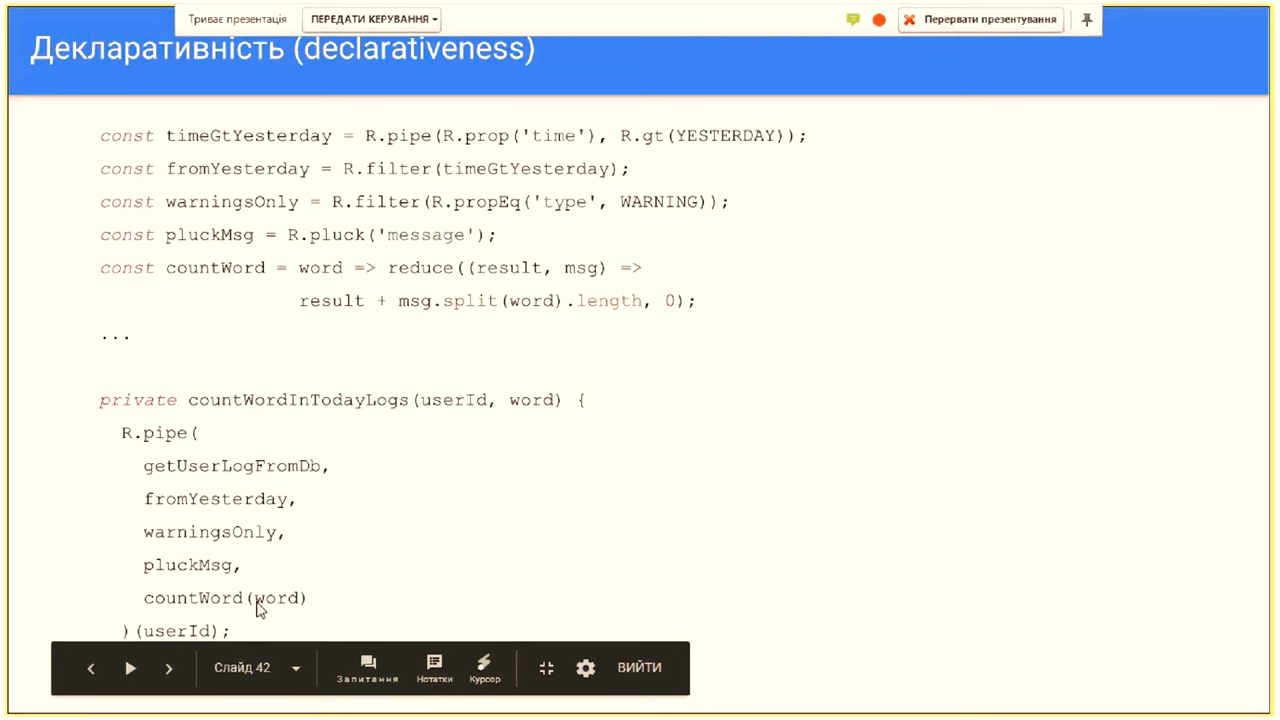 Триває презентація
ПЕРЕДАТИ КЕРУВАННЯ
Перервати презентування
Декларативність (declarativeness)
const timeGtYesterday = R.pipe(R.prop('time'), R.gt(YESTERDAY));
const fromYesterday = R.filter(timeGtYesterday);
const warningsOnly = R.filter(R.propEq('type', WARNING));
const pluckMsg = R.pluck('message');
const countWord = word => reduce((result, msg) =>
result + msg.split(word).length, 0);
...
private countWordInTodayLogs(userId, word) {
R.pipe(
getUserLogFromDb,
fromYesterday,
warningsOnly,
pluckMsg,
countWord(word)
)(userId);
Слайд 42
Запитання
Нотатки
Курсор
ВИЙТИ